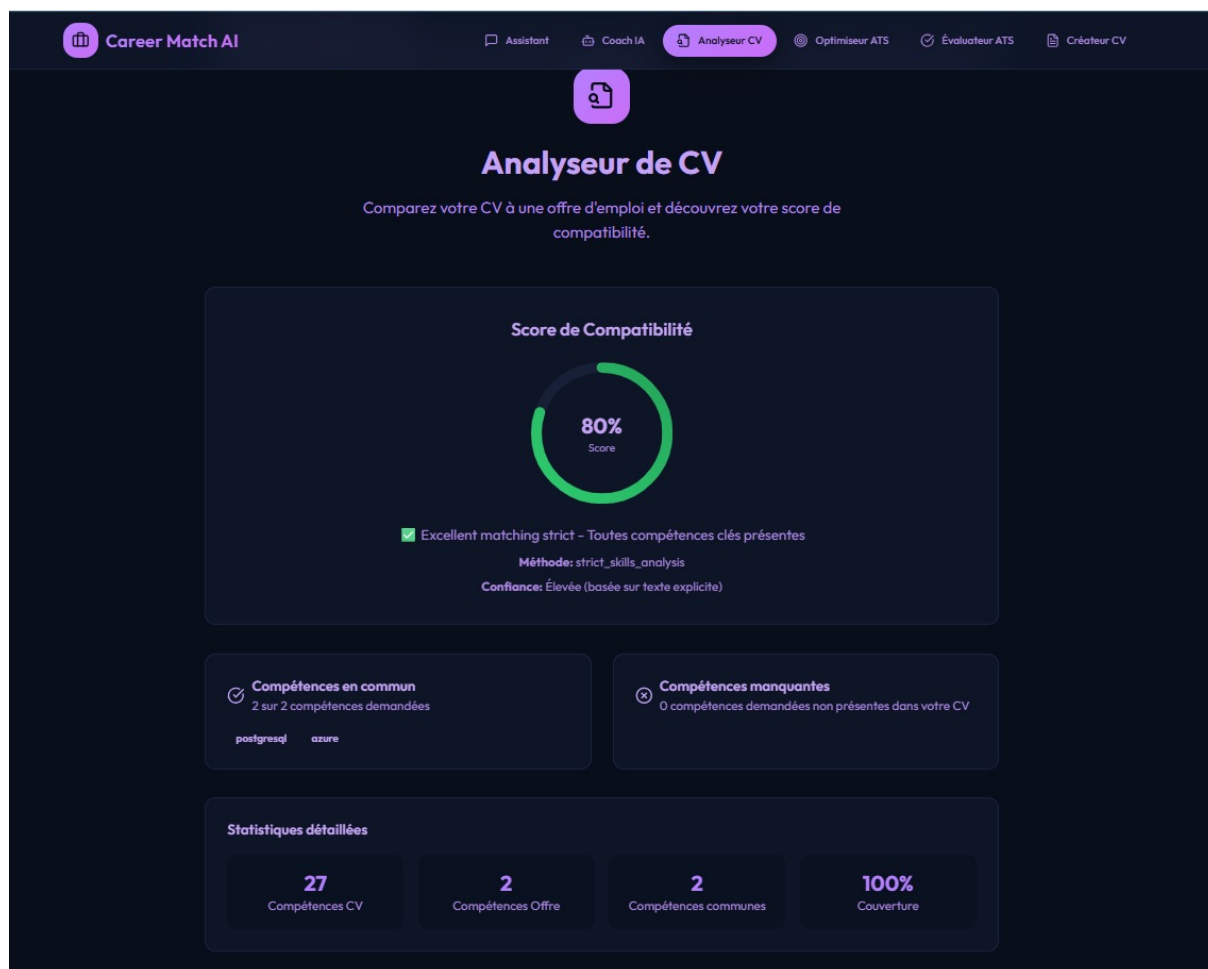 Career Match AI
Assistant
Coach IA
Analyseur CV
Optimiseur ATS
Évaluateur ATS
Créateur CV
Analyseur de CV
Comparez votre CV à une offre d'emploi et découvrez votre score de
compatibilité.
Score de Compatibilité
80%
Score
✅ Excellent matching strict - Toutes compétences clés présentes
Méthode: strict_skills_analysis
Confiance: Élevée (basée sur texte explicite)
Compétences en commun
2 sur 2 compétences demandées
postgresql azure
Compétences manquantes
0 compétences demandées non présentes dans votre CV
Statistiques détaillées
27
Compétences CV
2
Compétences Offre
2
Compétences communes
100%
Couverture